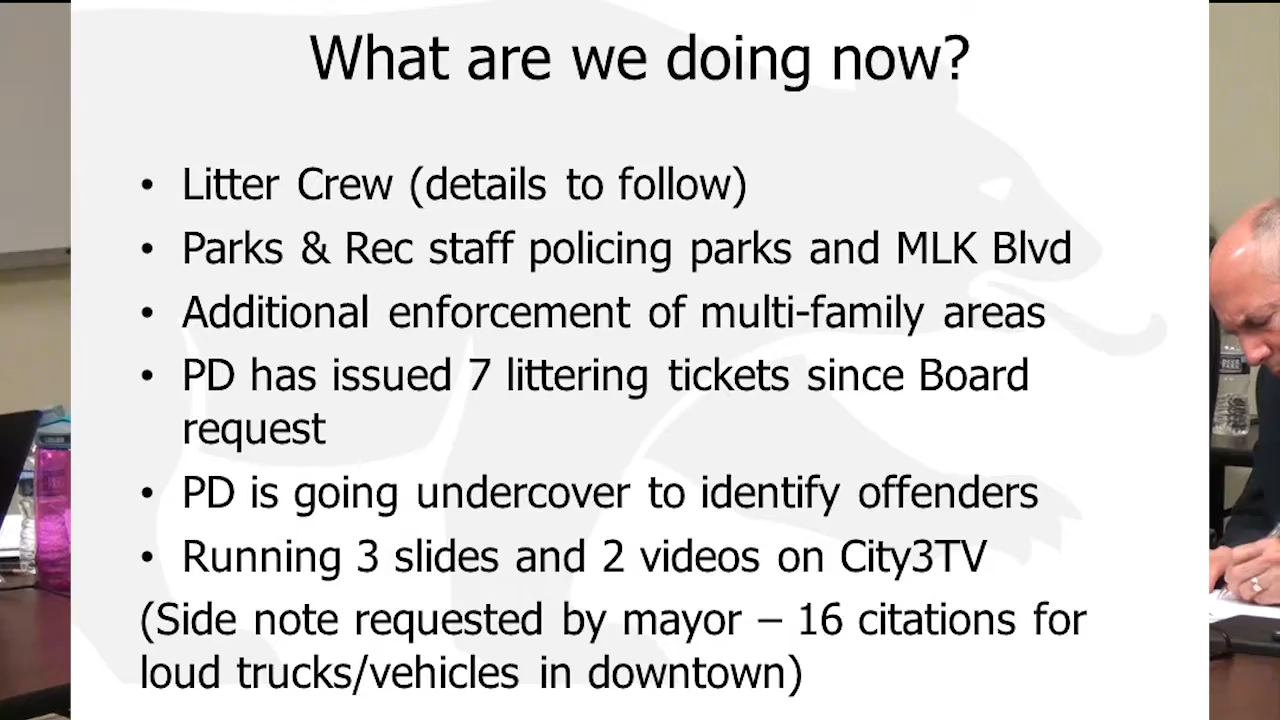 What are we doing now?
• Litter Crew (details to follow)
• Parks & Rec staff policing parks and MLK Blvd
• Additional enforcement of multi-family areas
• PD has issued 7 littering tickets since Board
request
• PD is going undercover to identify offenders
• Running 3 slides and 2 videos on City3TV
(Side note requested by mayor – 16 citations for
loud trucks/vehicles in downtown)